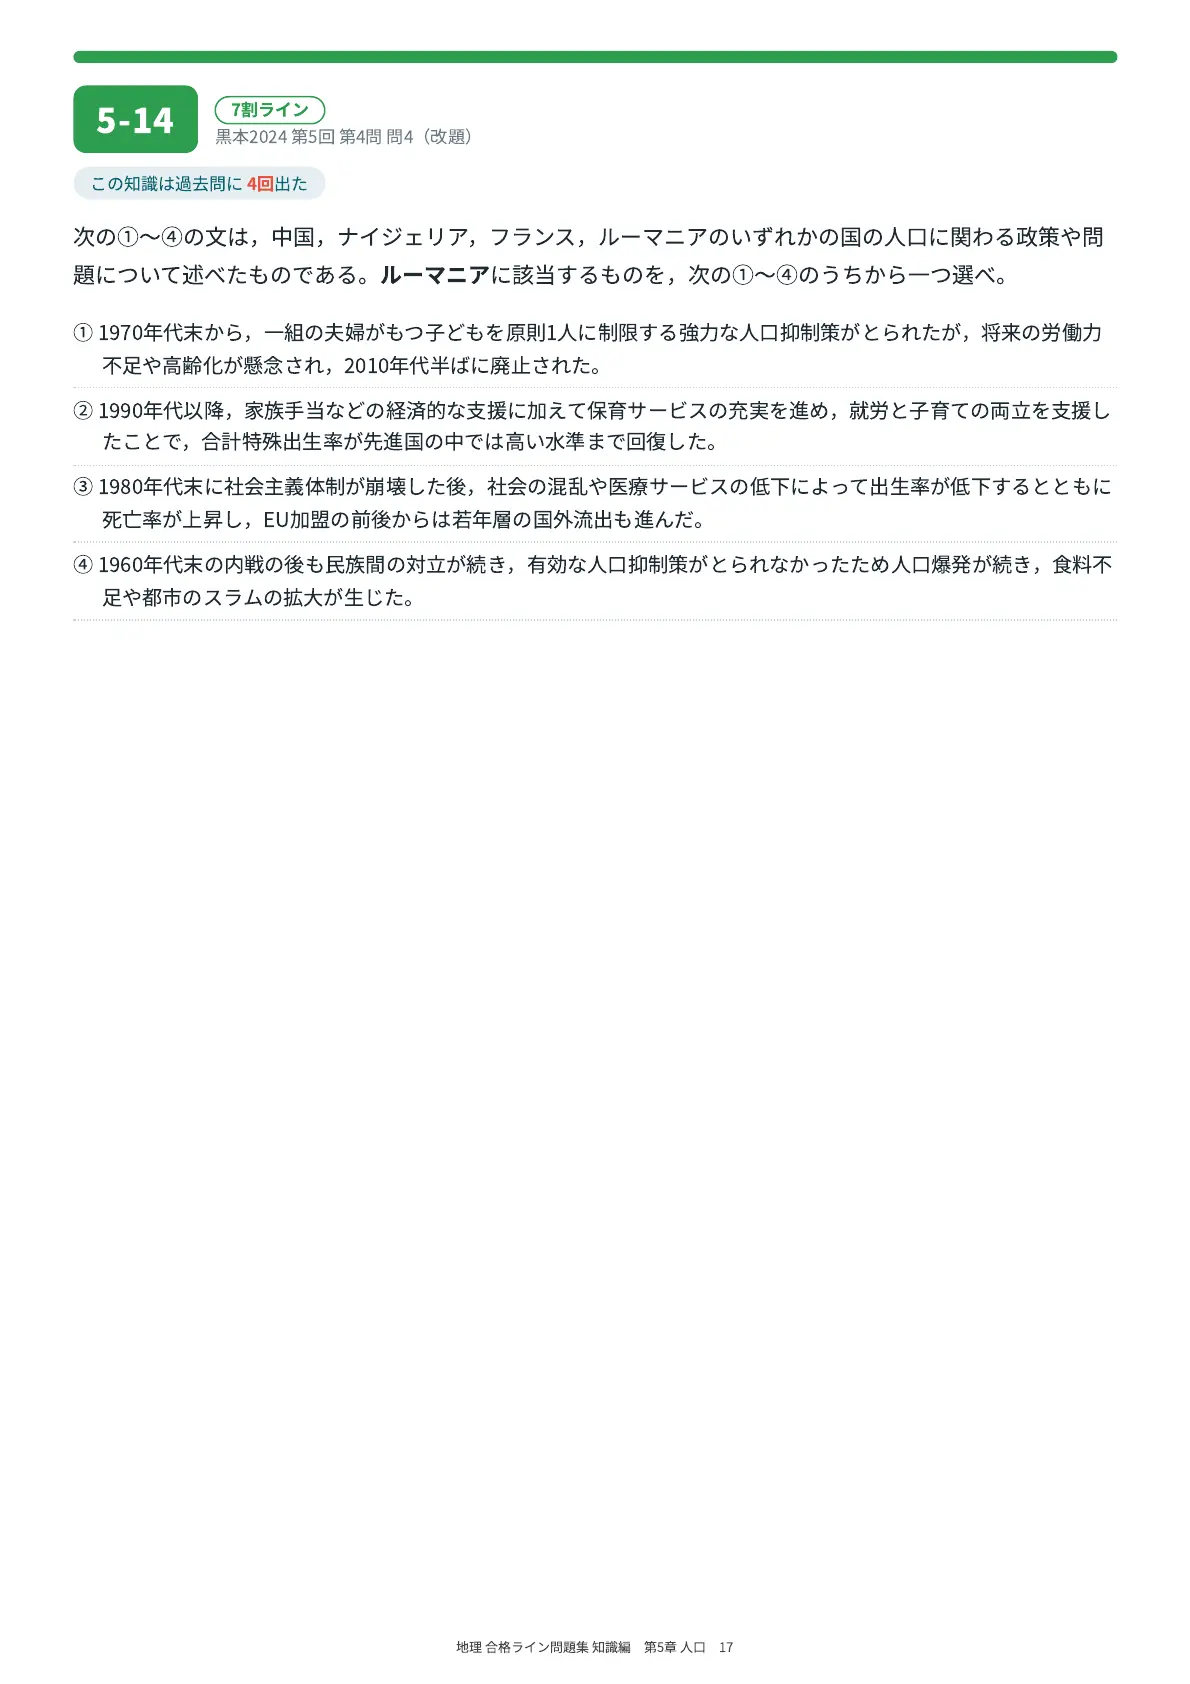 5-14
7割ライン
黒本2024 第5回 第4問 問4（改題）
この知識は過去問に 4回出た
次の①～④の文は，中国，ナイジェリア，フランス，ルーマニアのいずれかの国の人口に関わる政策や問
題について述べたものである。ルーマニアに該当するものを，次の①～④のうちから一つ選べ。
① 1970年代末から，一組の夫婦がもつ子どもを原則1人に制限する強力な人口抑制策がとられたが，将来の労働力
不足や高齢化が懸念され，2010年代半ばに廃止された。
② 1990年代以降，家族手当などの経済的な支援に加えて保育サービスの充実を進め，就労と子育ての両立を支援し
たことで，合計特殊出生率が先進国の中では高い水準まで回復した。
③ 1980年代末に社会主義体制が崩壊した後，社会の混乱や医療サービスの低下によって出生率が低下するとともに
死亡率が上昇し，EU加盟の前後からは若年層の国外流出も進んだ。
④ 1960年代末の内戦の後も民族間の対立が続き，有効な人口抑制策がとられなかったため人口爆発が続き，食料不
足や都市のスラムの拡大が生じた。
地理 合格ライン問題集 知識編　第5章 人口　17